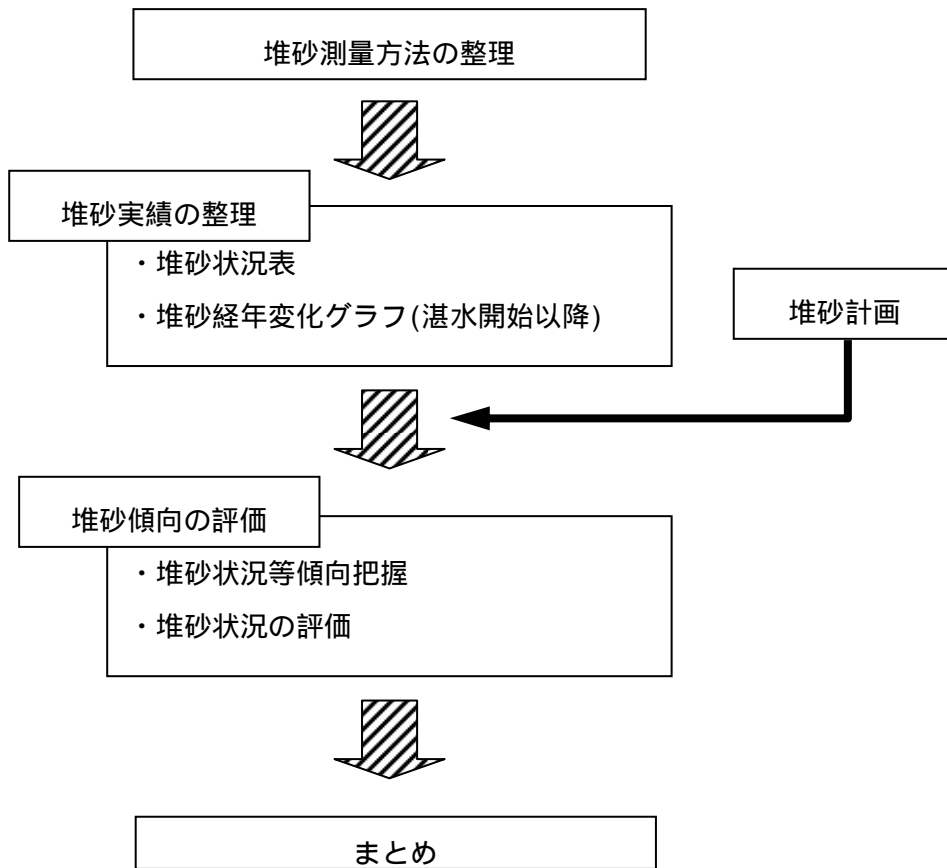 堆砂測量方法の整理
堆砂実績の整理
・堆砂状況表
・堆砂経年変化グラフ(湛水開始以降)
堆砂計画
堆砂傾向の評価
・堆砂状況等傾向把握
・堆砂状況の評価
まとめ